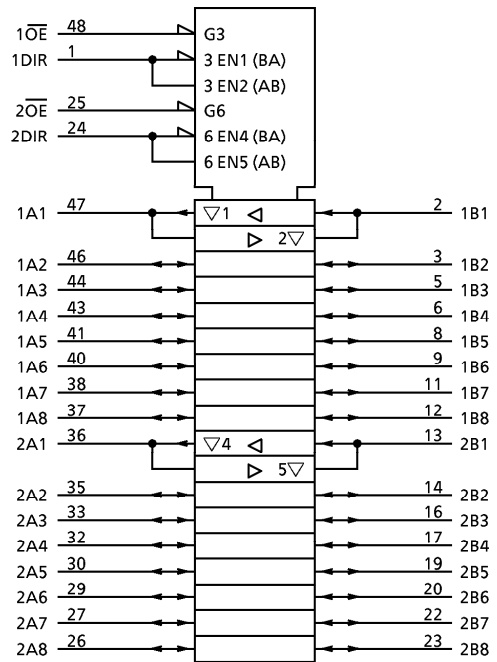 1O̅E̅ 48 G3
1DIR 1 3 EN1 (BA)
3 EN2 (AB)
2O̅E̅ 25 G6
2DIR 24 6 EN4 (BA)
6 EN5 (AB)
1A1 47 ▽1 ◁ 2 1B1
▷ 2▽
1A2 46 3 1B2
1A3 44 5 1B3
1A4 43 6 1B4
1A5 41 8 1B5
1A6 40 9 1B6
1A7 38 11 1B7
1A8 37 12 1B8
2A1 36 ▽4 ◁ 13 2B1
▷ 5▽
2A2 35 14 2B2
2A3 33 16 2B3
2A4 32 17 2B4
2A5 30 19 2B5
2A6 29 20 2B6
2A7 27 22 2B7
2A8 26 23 2B8